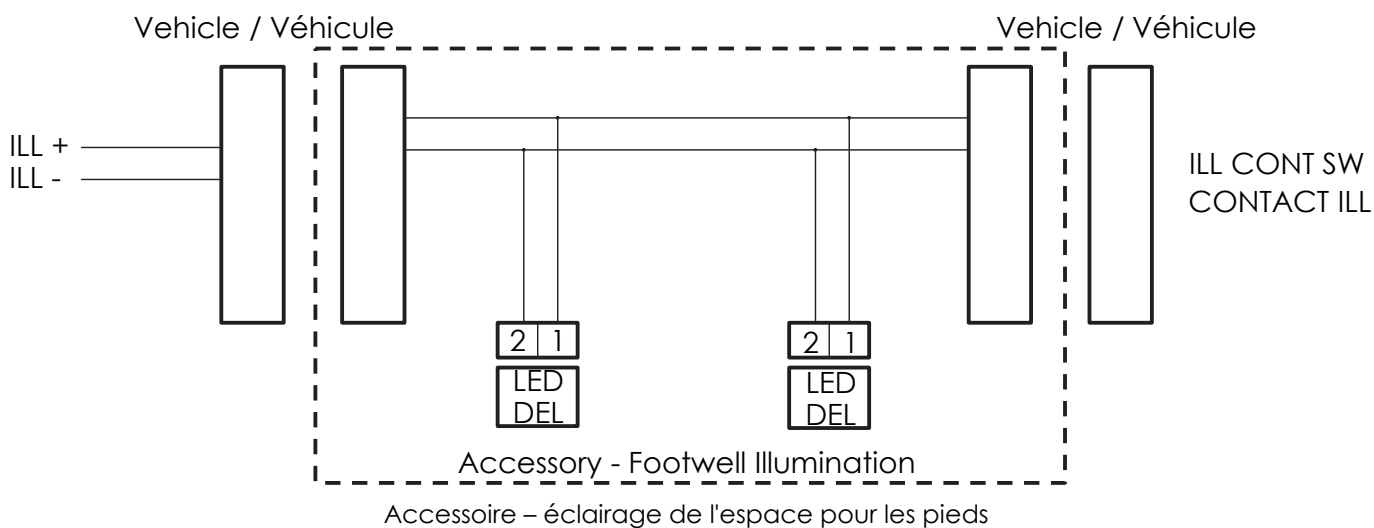 Vehicle / Véhicule
Vehicle / Véhicule
ILL +
ILL -
ILL CONT SW
CONTACT ILL
2 1
2 1
LED
DEL
LED
DEL
Accessory - Footwell Illumination
Accessoire – éclairage de l'espace pour les pieds